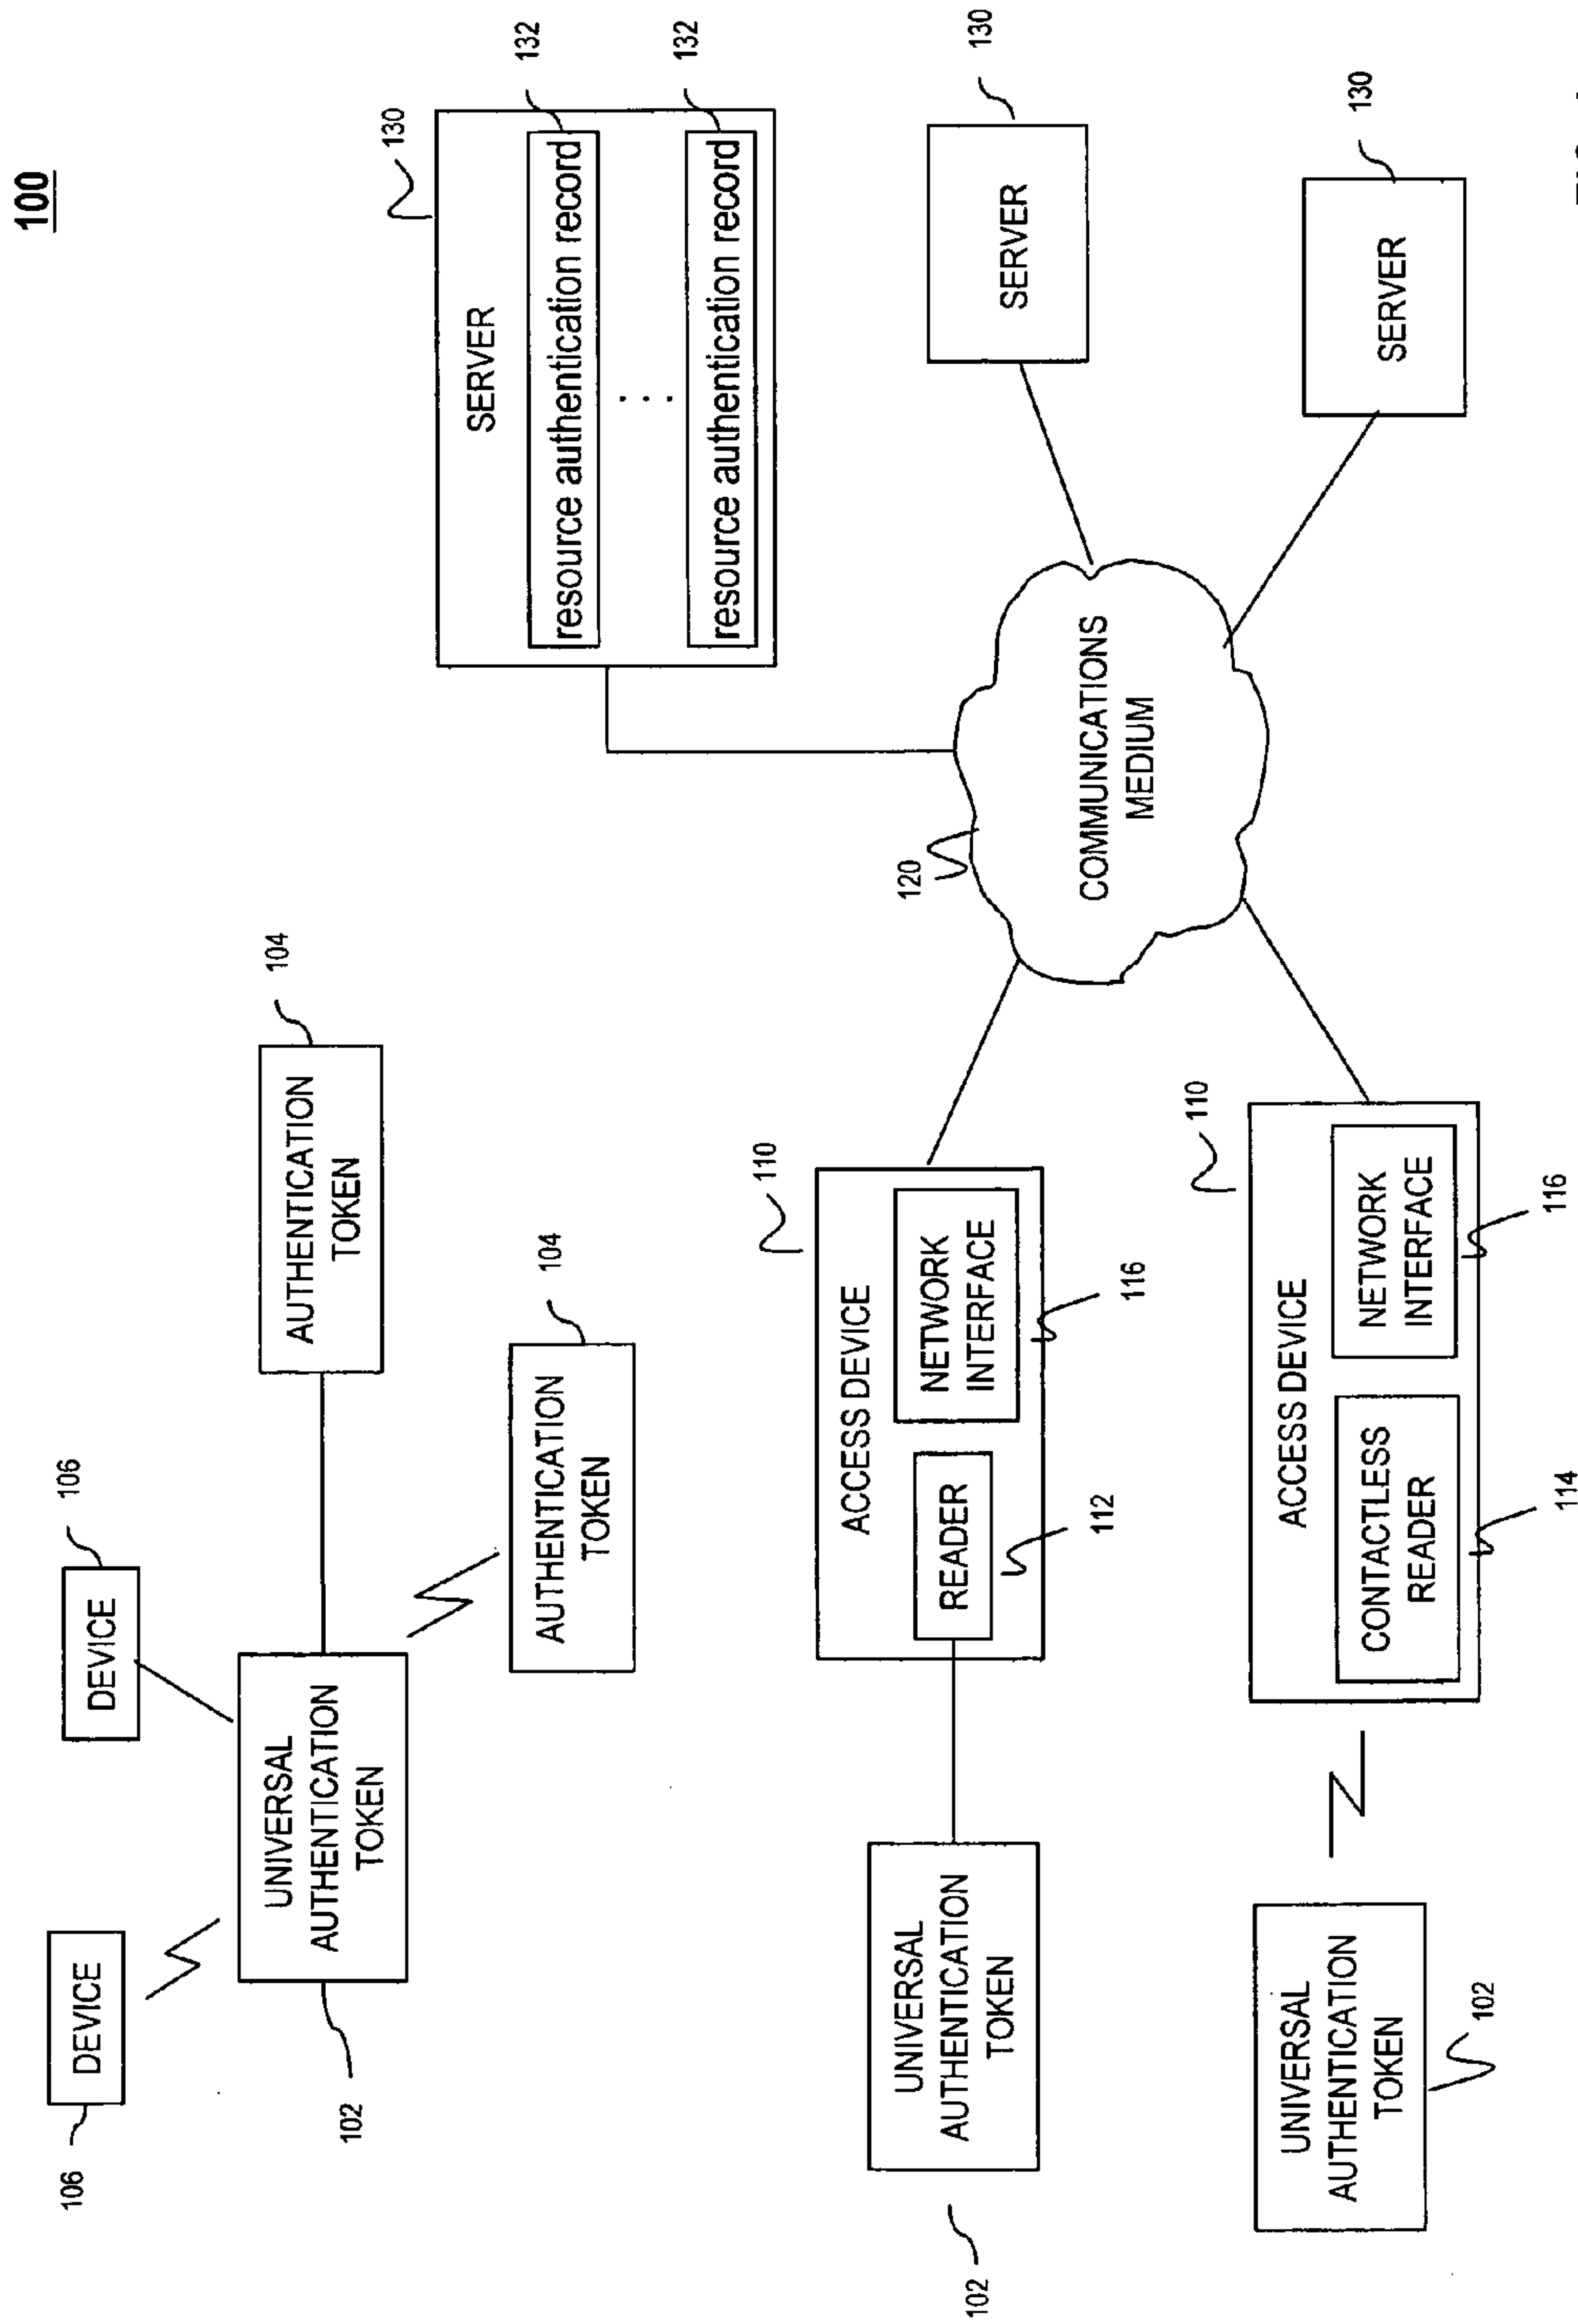 100
106
DEVICE
106
DEVICE
UNIVERSAL
AUTHENTICATION
TOKEN
102
104
AUTHENTICATION
TOKEN
104
AUTHENTICATION
TOKEN
130
SERVER
132
resource authentication record
. . .
132
resource authentication record
UNIVERSAL
AUTHENTICATION
TOKEN
102
110
ACCESS DEVICE
READER
112
NETWORK
INTERFACE
116
120
COMMUNICATIONS
MEDIUM
130
SERVER
UNIVERSAL
AUTHENTICATION
TOKEN
102
110
ACCESS DEVICE
CONTACTLESS
READER
114
NETWORK
INTERFACE
116
130
SERVER